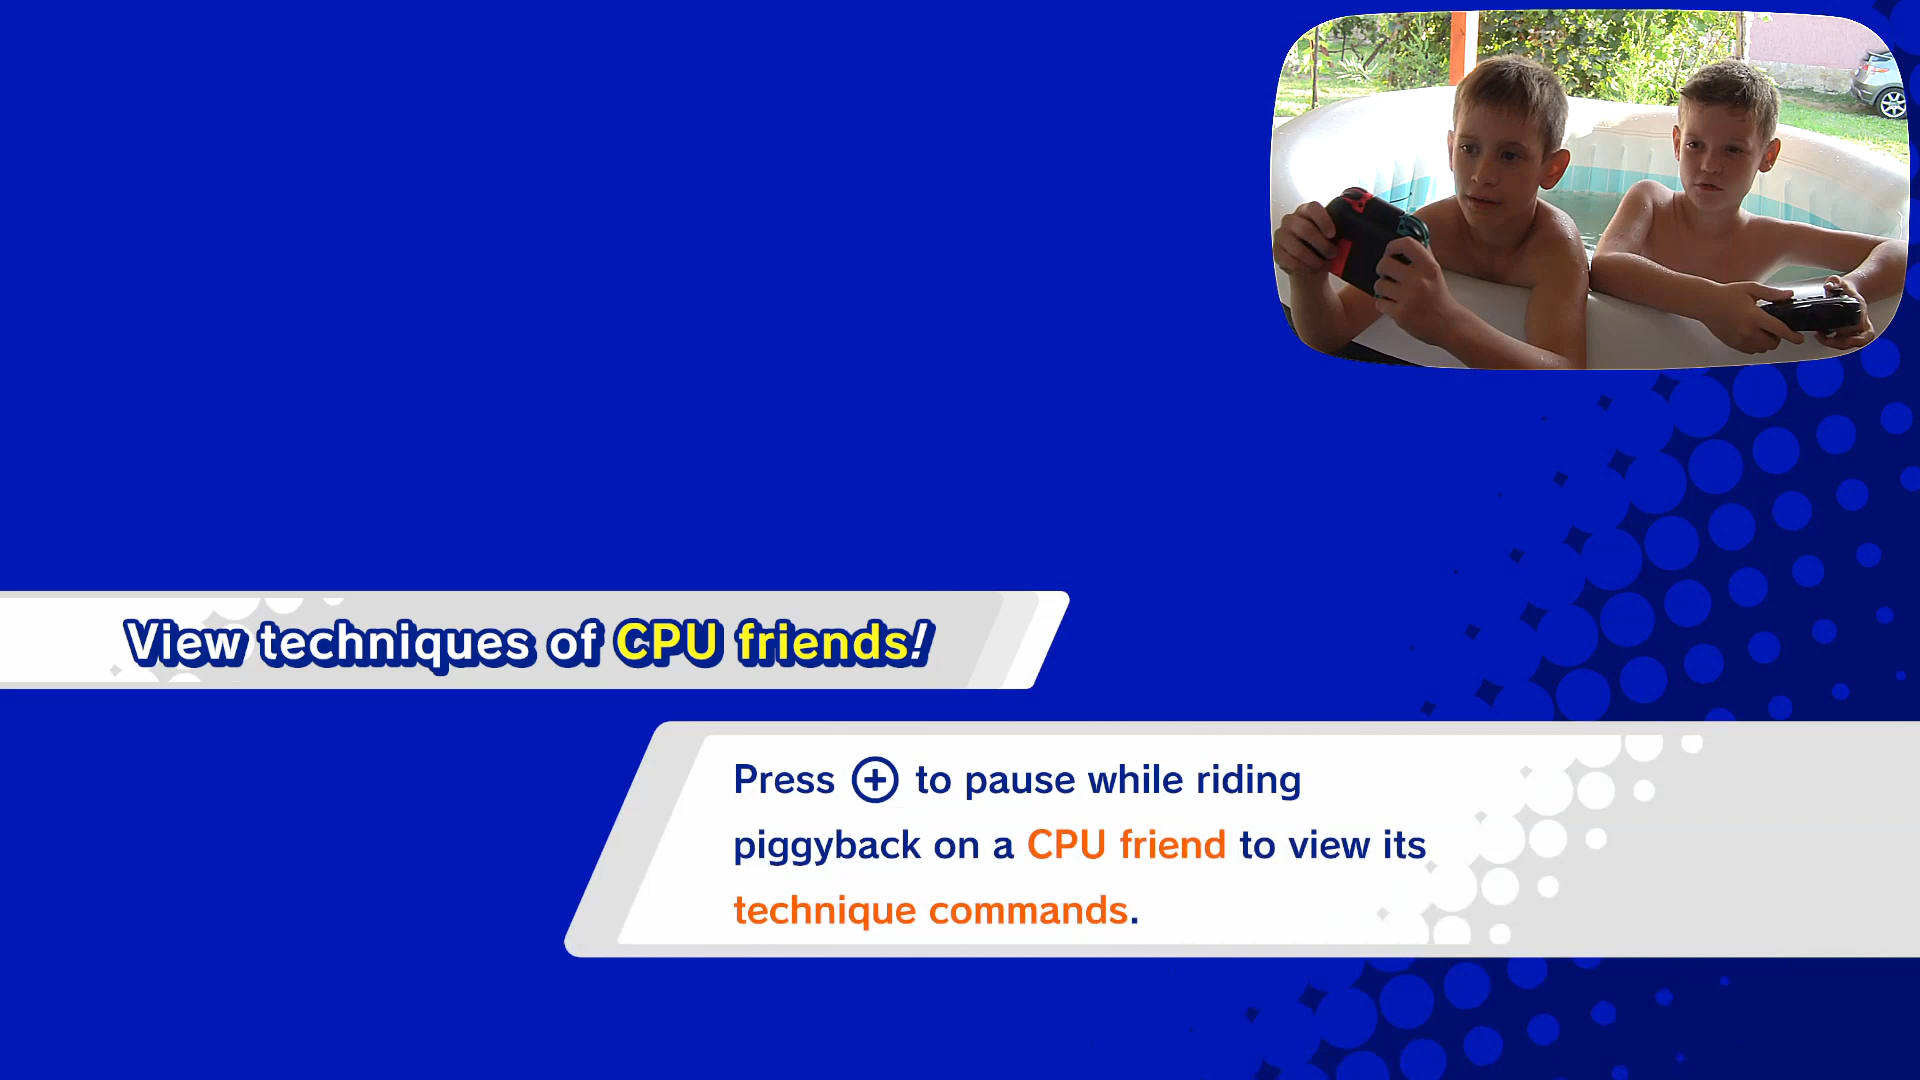 View techniques of CPU friends!
Press ⊕ to pause while riding
piggyback on a CPU friend to view its
technique commands.